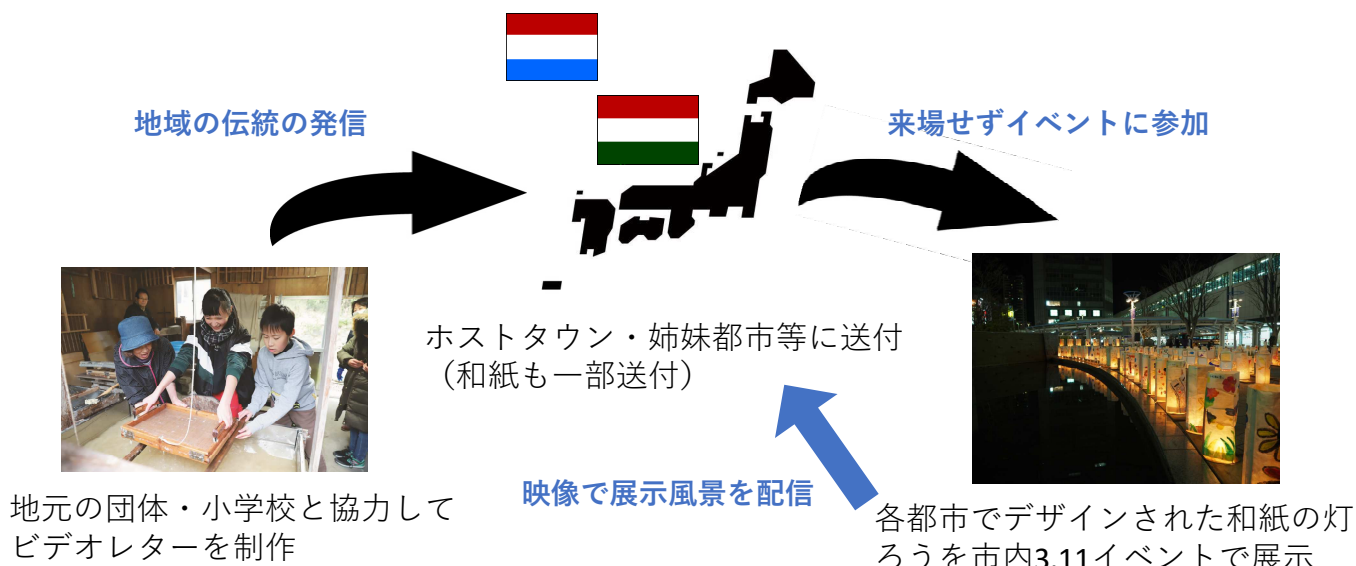 地域の伝統の発信
来場せずイベントに参加
ホストタウン・姉妹都市等に送付
（和紙も一部送付）
映像で展示風景を配信
地元の団体・小学校と協力して
ビデオレターを制作
各都市でデザインされた和紙の灯
ろうを市内3.11イベントで展示